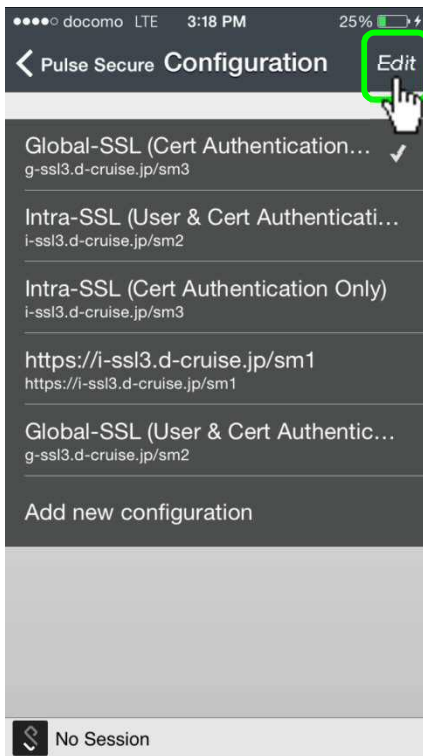 docomo LTE 3:18 PM 25%
Pulse Secure Configuration Edit
Global-SSL (Cert Authentication...
g-ssl3.d-cruise.jp/sm3
Intra-SSL (User & Cert Authenticati...
i-ssl3.d-cruise.jp/sm2
Intra-SSL (Cert Authentication Only)
i-ssl3.d-cruise.jp/sm3
https://i-ssl3.d-cruise.jp/sm1
https://i-ssl3.d-cruise.jp/sm1
Global-SSL (User & Cert Authentic...
g-ssl3.d-cruise.jp/sm2
Add new configuration
No Session